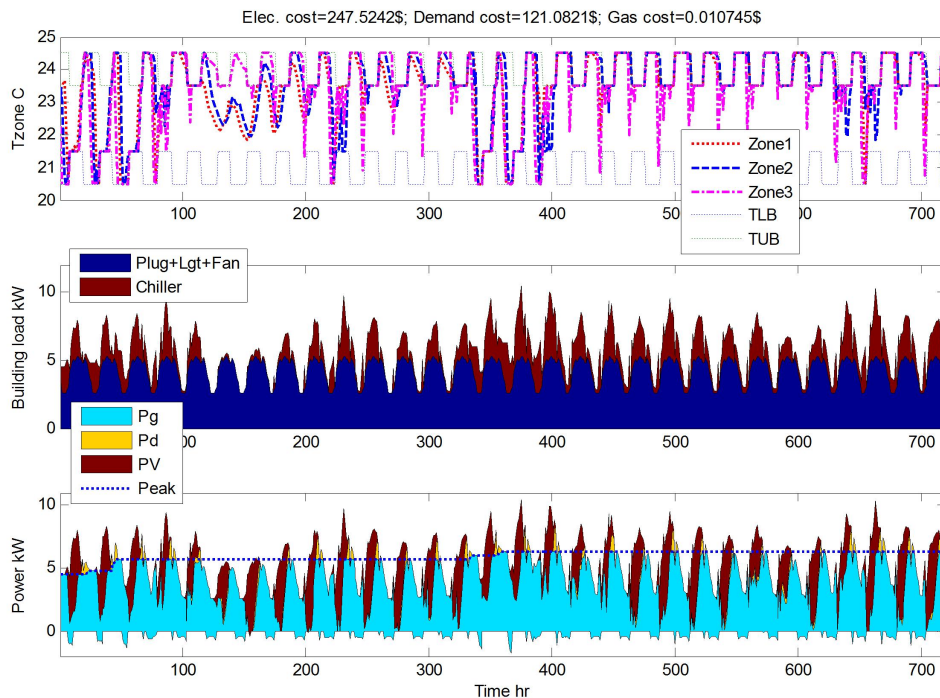 Elec. cost=247.5242$; Demand cost=121.0821$; Gas cost=0.010745$
25
24
23
22
21
20
Tzone C
100 200 300 400 500 600 700
Zone1
Zone2
Zone3
TLB
TUB
Plug+Lgt+Fan
Chiller
10
5
0
Building load kW
100 200 300 400 500 600 700
Pg
Pd
PV
Peak
10
5
0
Power kW
100 200 300 400 500 600 700
Time hr